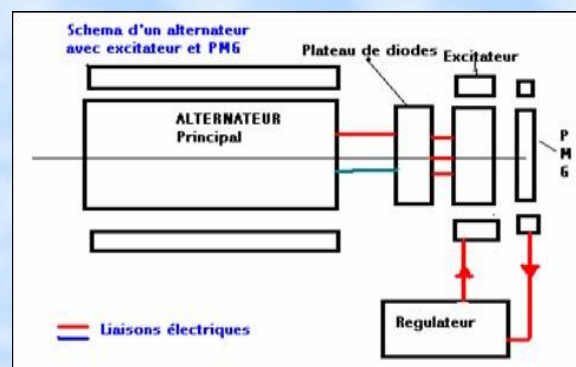 Schema d'un alternateur
avec excitateur et PMG
Plateau de diodes
Excitateur
ALTERNATEUR
Principal
P
M
G
Regulateur
Liaisons électriques